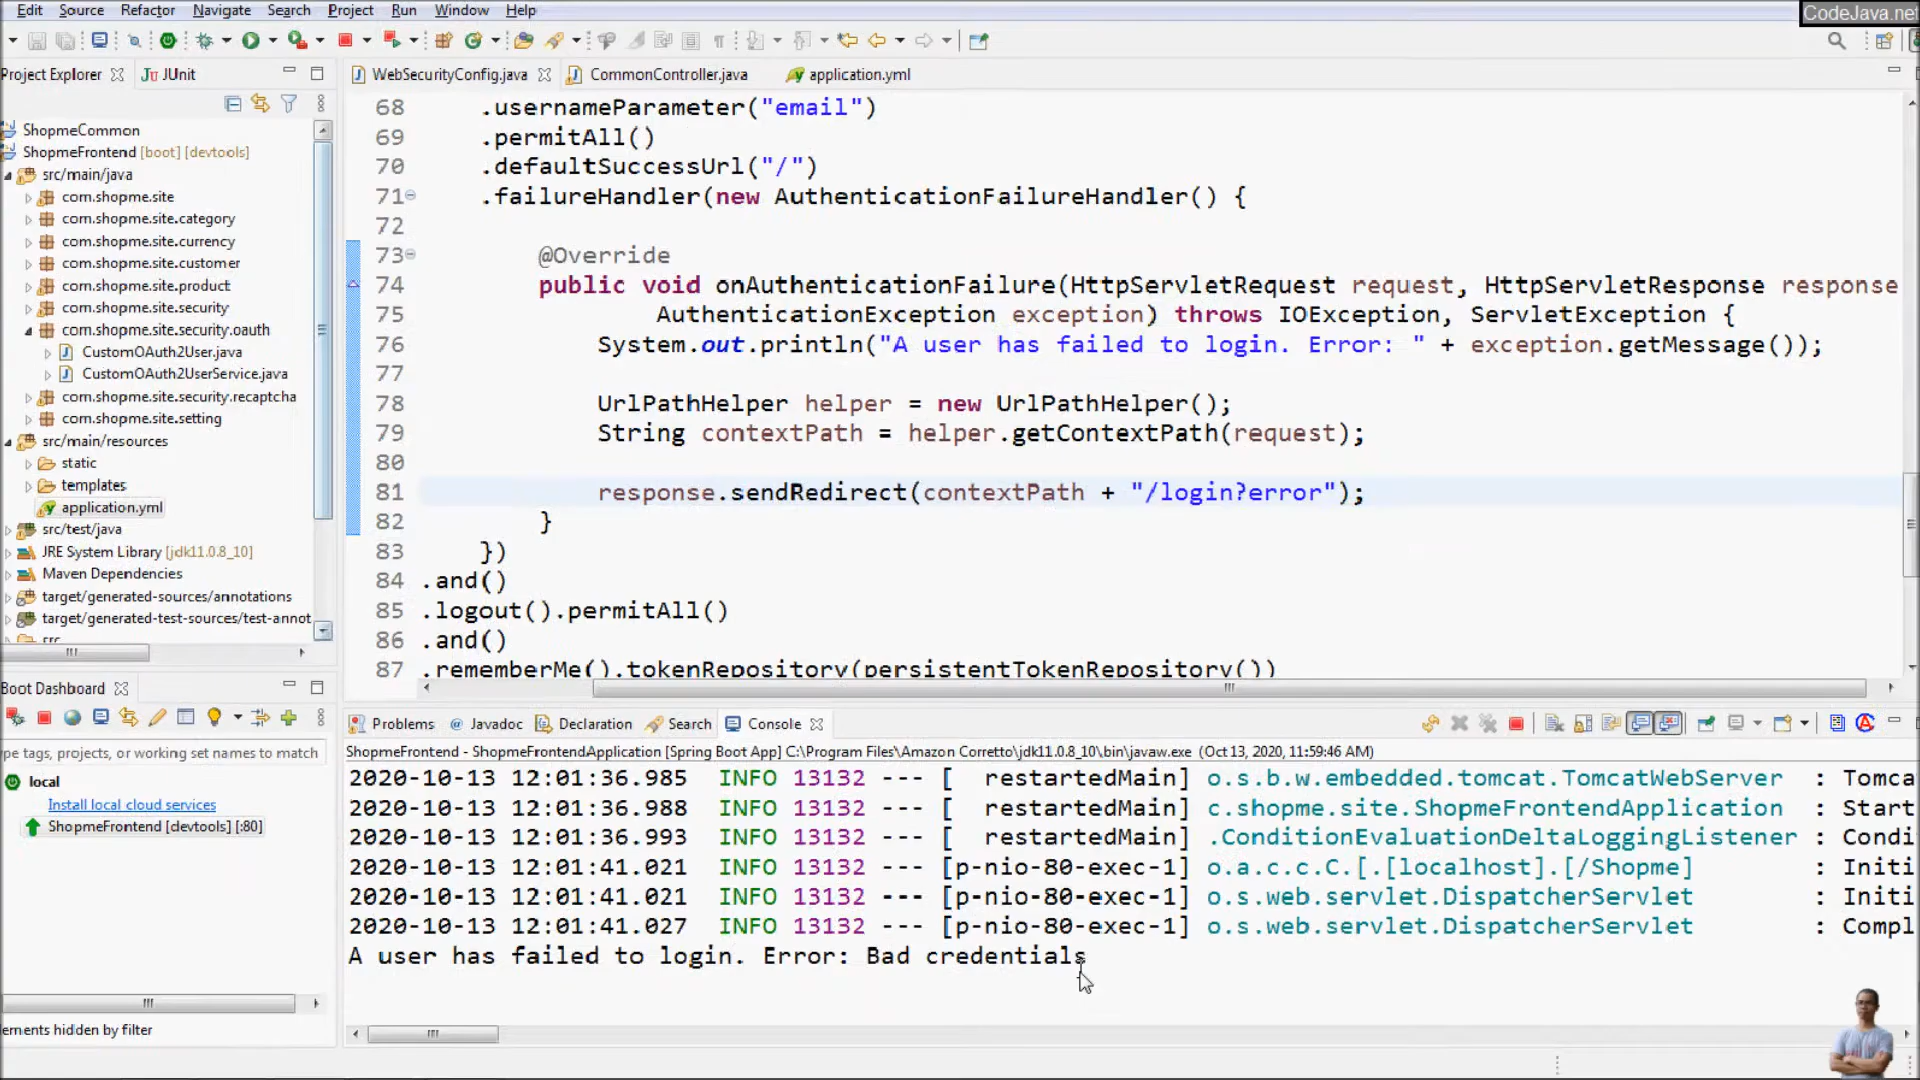 CodeJava.net
Edit Source Refactor Navigate Search Project Run Window Help
Project Explorer JUnit
WebSecurityConfig.java CommonController.java application.yml
ShopmeCommon
ShopmeFrontend [boot] [devtools]
src/main/java
com.shopme.site
com.shopme.site.category
com.shopme.site.currency
com.shopme.site.customer
com.shopme.site.product
com.shopme.site.security
com.shopme.site.security.oauth
CustomOAuth2User.java
CustomOAuth2UserService.java
com.shopme.site.security.recaptcha
com.shopme.site.setting
src/main/resources
static
templates
application.yml
src/test/java
JRE System Library [jdk11.0.8_10]
Maven Dependencies
target/generated-sources/annotations
target/generated-test-sources/test-annot
src
68 .usernameParameter("email")
69 .permitAll()
70 .defaultSuccessUrl("/")
71 .failureHandler(new AuthenticationFailureHandler() {
72
73 @Override
74 public void onAuthenticationFailure(HttpServletRequest request, HttpServletResponse response
75 AuthenticationException exception) throws IOException, ServletException {
76 System.out.println("A user has failed to login. Error: " + exception.getMessage());
77
78 UrlPathHelper helper = new UrlPathHelper();
79 String contextPath = helper.getContextPath(request);
80
81 response.sendRedirect(contextPath + "/login?error");
82 }
83 })
84 .and()
85 .logout().permitAll()
86 .and()
87 .rememberMe().tokenRepository(persistentTokenRepository())
Boot Dashboard
ype tags, projects, or working set names to match
local
Install local cloud services
ShopmeFrontend [devtools] [:80]
ements hidden by filter
Problems @ Javadoc Declaration Search Console
ShopmeFrontend - ShopmeFrontendApplication [Spring Boot App] C:\Program Files\Amazon Corretto\jdk11.0.8_10\bin\javaw.exe (Oct 13, 2020, 11:59:46 AM)
2020-10-13 12:01:36.985 INFO 13132 --- [ restartedMain] o.s.b.w.embedded.tomcat.TomcatWebServer : Tomca
2020-10-13 12:01:36.988 INFO 13132 --- [ restartedMain] c.shopme.site.ShopmeFrontendApplication : Start
2020-10-13 12:01:36.993 INFO 13132 --- [ restartedMain] .ConditionEvaluationDeltaLoggingListener : Condi
2020-10-13 12:01:41.021 INFO 13132 --- [p-nio-80-exec-1] o.a.c.c.C.[.[localhost].[/Shopme] : Initi
2020-10-13 12:01:41.021 INFO 13132 --- [p-nio-80-exec-1] o.s.web.servlet.DispatcherServlet : Initi
2020-10-13 12:01:41.027 INFO 13132 --- [p-nio-80-exec-1] o.s.web.servlet.DispatcherServlet : Compl
A user has failed to login. Error: Bad credentials